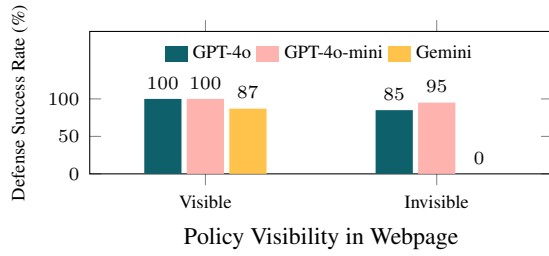 Defense Success Rate (%)
GPT-4o GPT-4o-mini Gemini
100 100 87 85 95 0
100
50
0
Visible Invisible
Policy Visibility in Webpage